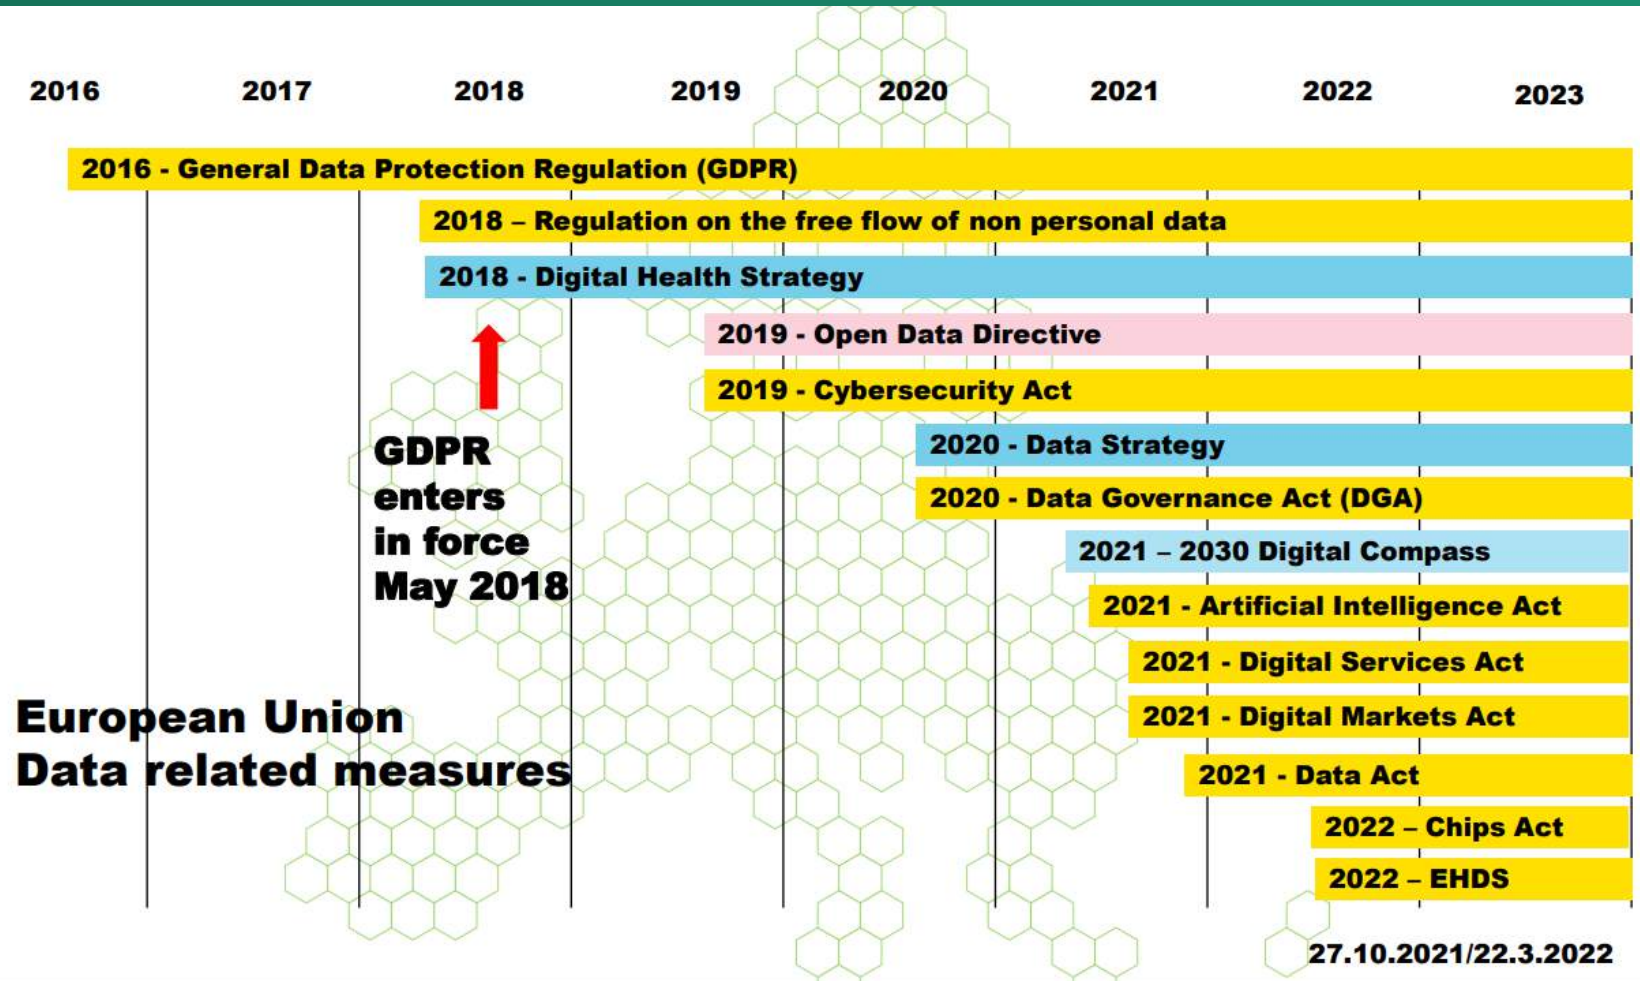 2016 2017 2018 2019 2020 2021 2022 2023
2016 - General Data Protection Regulation (GDPR)
2018 – Regulation on the free flow of non personal data
2018 - Digital Health Strategy
2019 - Open Data Directive
2019 - Cybersecurity Act
2020 - Data Strategy
2020 - Data Governance Act (DGA)
2021 – 2030 Digital Compass
2021 - Artificial Intelligence Act
2021 - Digital Services Act
2021 - Digital Markets Act
2021 - Data Act
2022 – Chips Act
2022 – EHDS
GDPR
enters
in force
May 2018
European Union
Data related measures
27.10.2021/22.3.2022